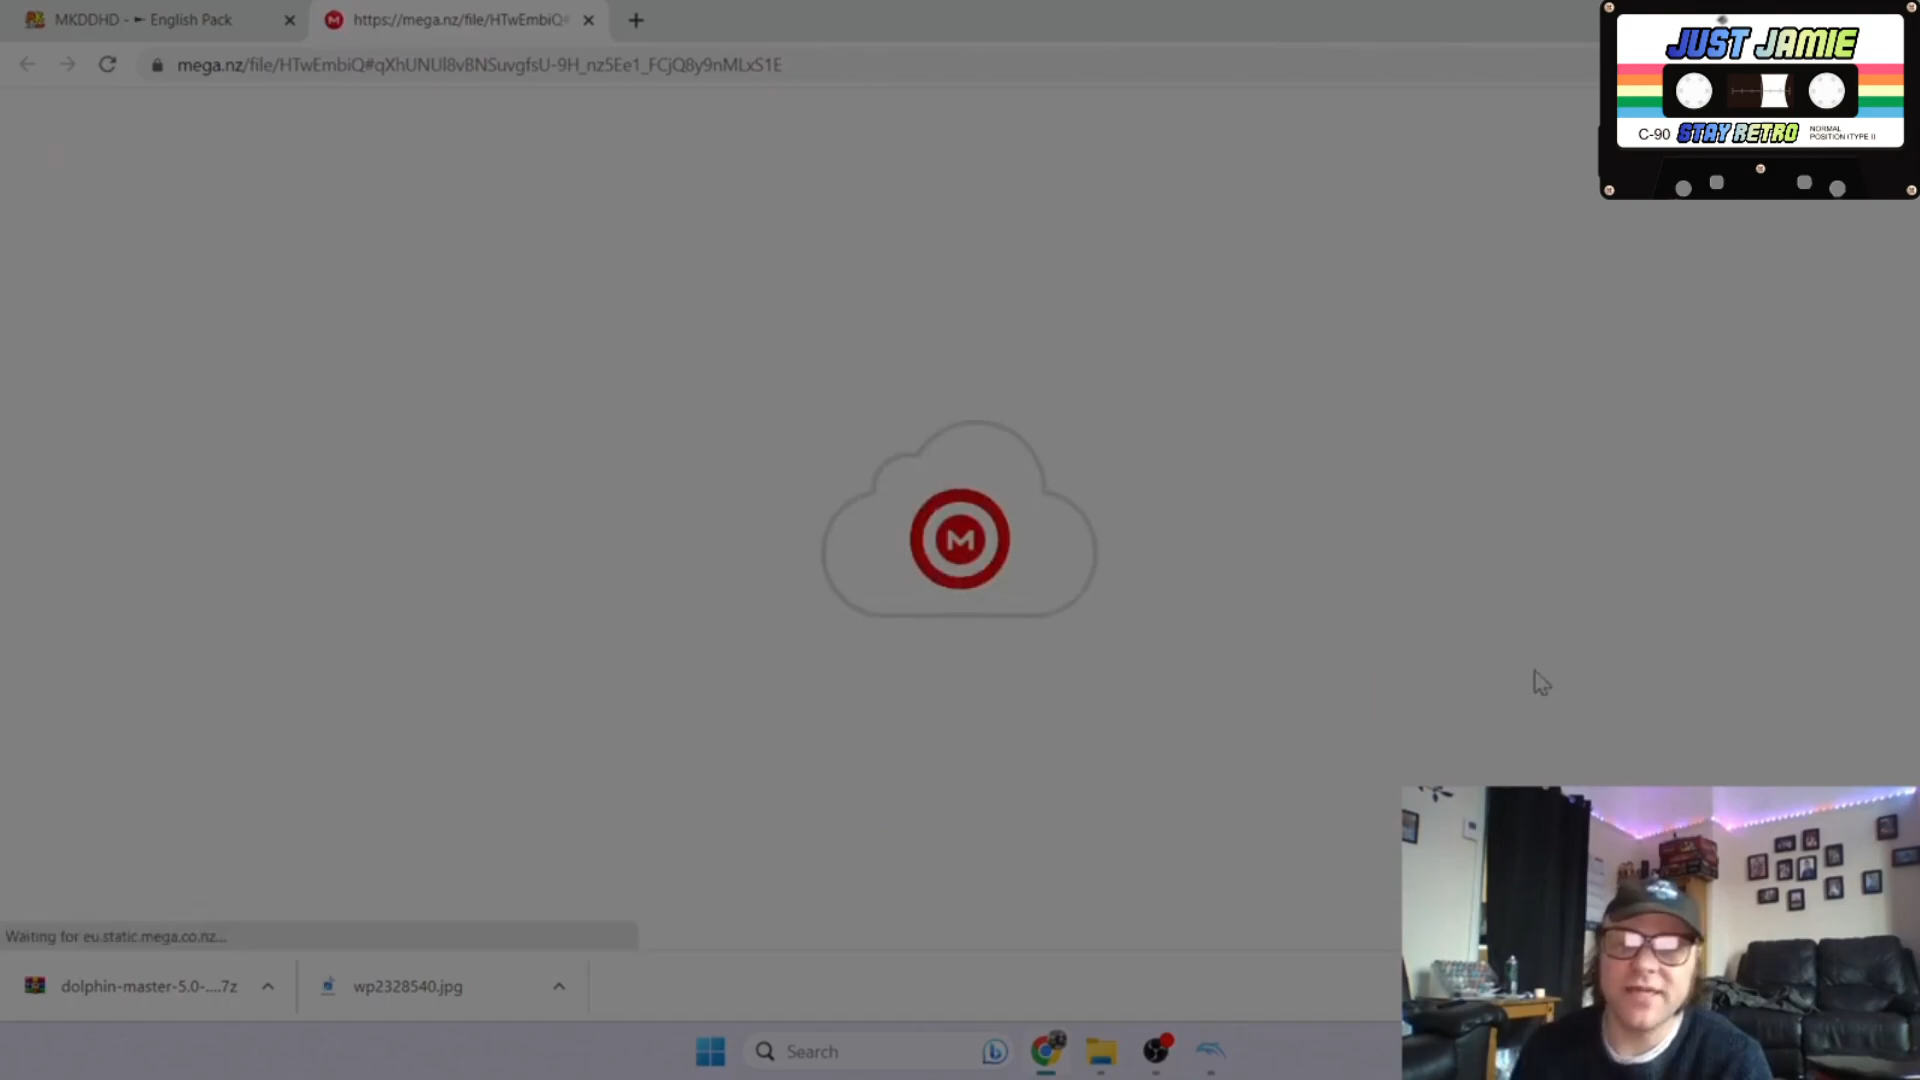 MKDDHD - ► English Pack
https://mega.nz/file/HTwEmbiQ#
mega.nz/file/HTwEmbiQ#qXhUNUl8vBNSuvgfsU-9H_nz5Ee1_FCjQ8y9nMLxS1E
JUST JAMIE
C-90 STAY RETRO NORMAL
POSITION (TYPE II
M
Waiting for eu.static.mega.co.nz...
dolphin-master-5.0-....7z
wp2328540.jpg
Search